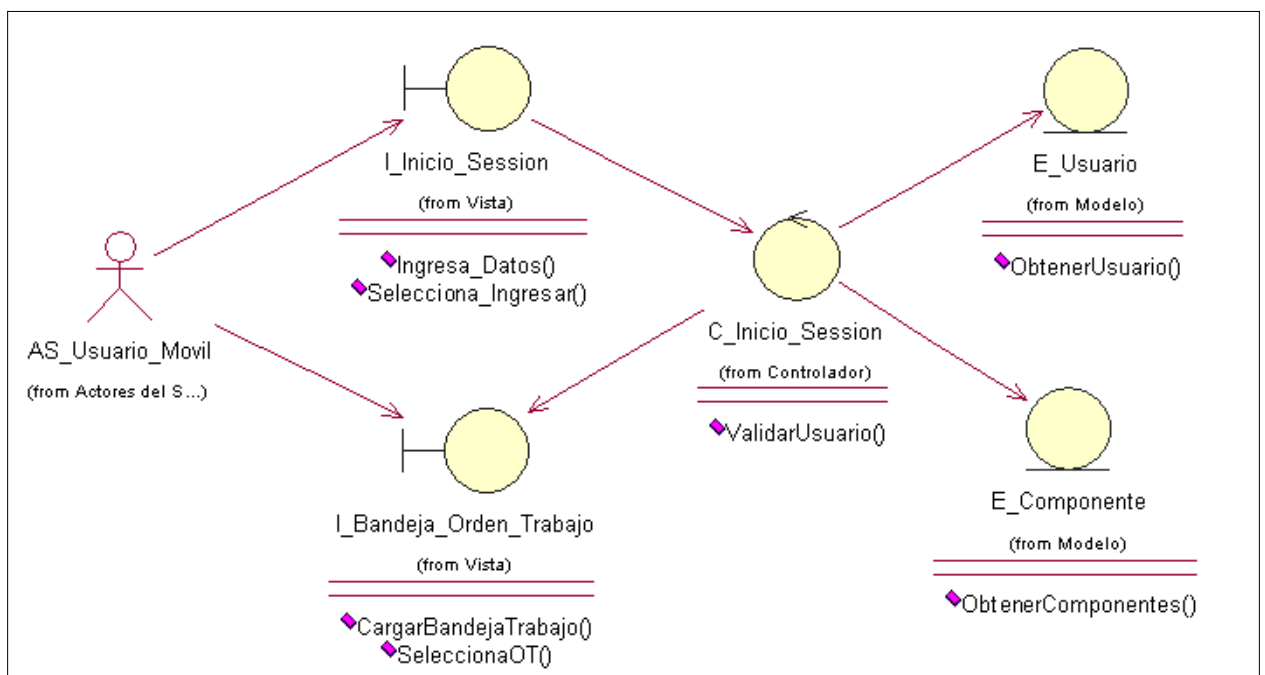 I_Inicio_Session
(from Vista)
Ingresa_Datos()
Selecciona_Ingresar()
E_Usuario
(from Modelo)
ObtenerUsuario()
AS_Usuario_Movil
(from Actores del S...)
C_Inicio_Session
(from Controlador)
ValidarUsuario()
I_Bandeja_Orden_Trabajo
(from Vista)
CargarBandejaTrabajo()
SeleccionaOT()
E_Componente
(from Modelo)
ObtenerComponentes()